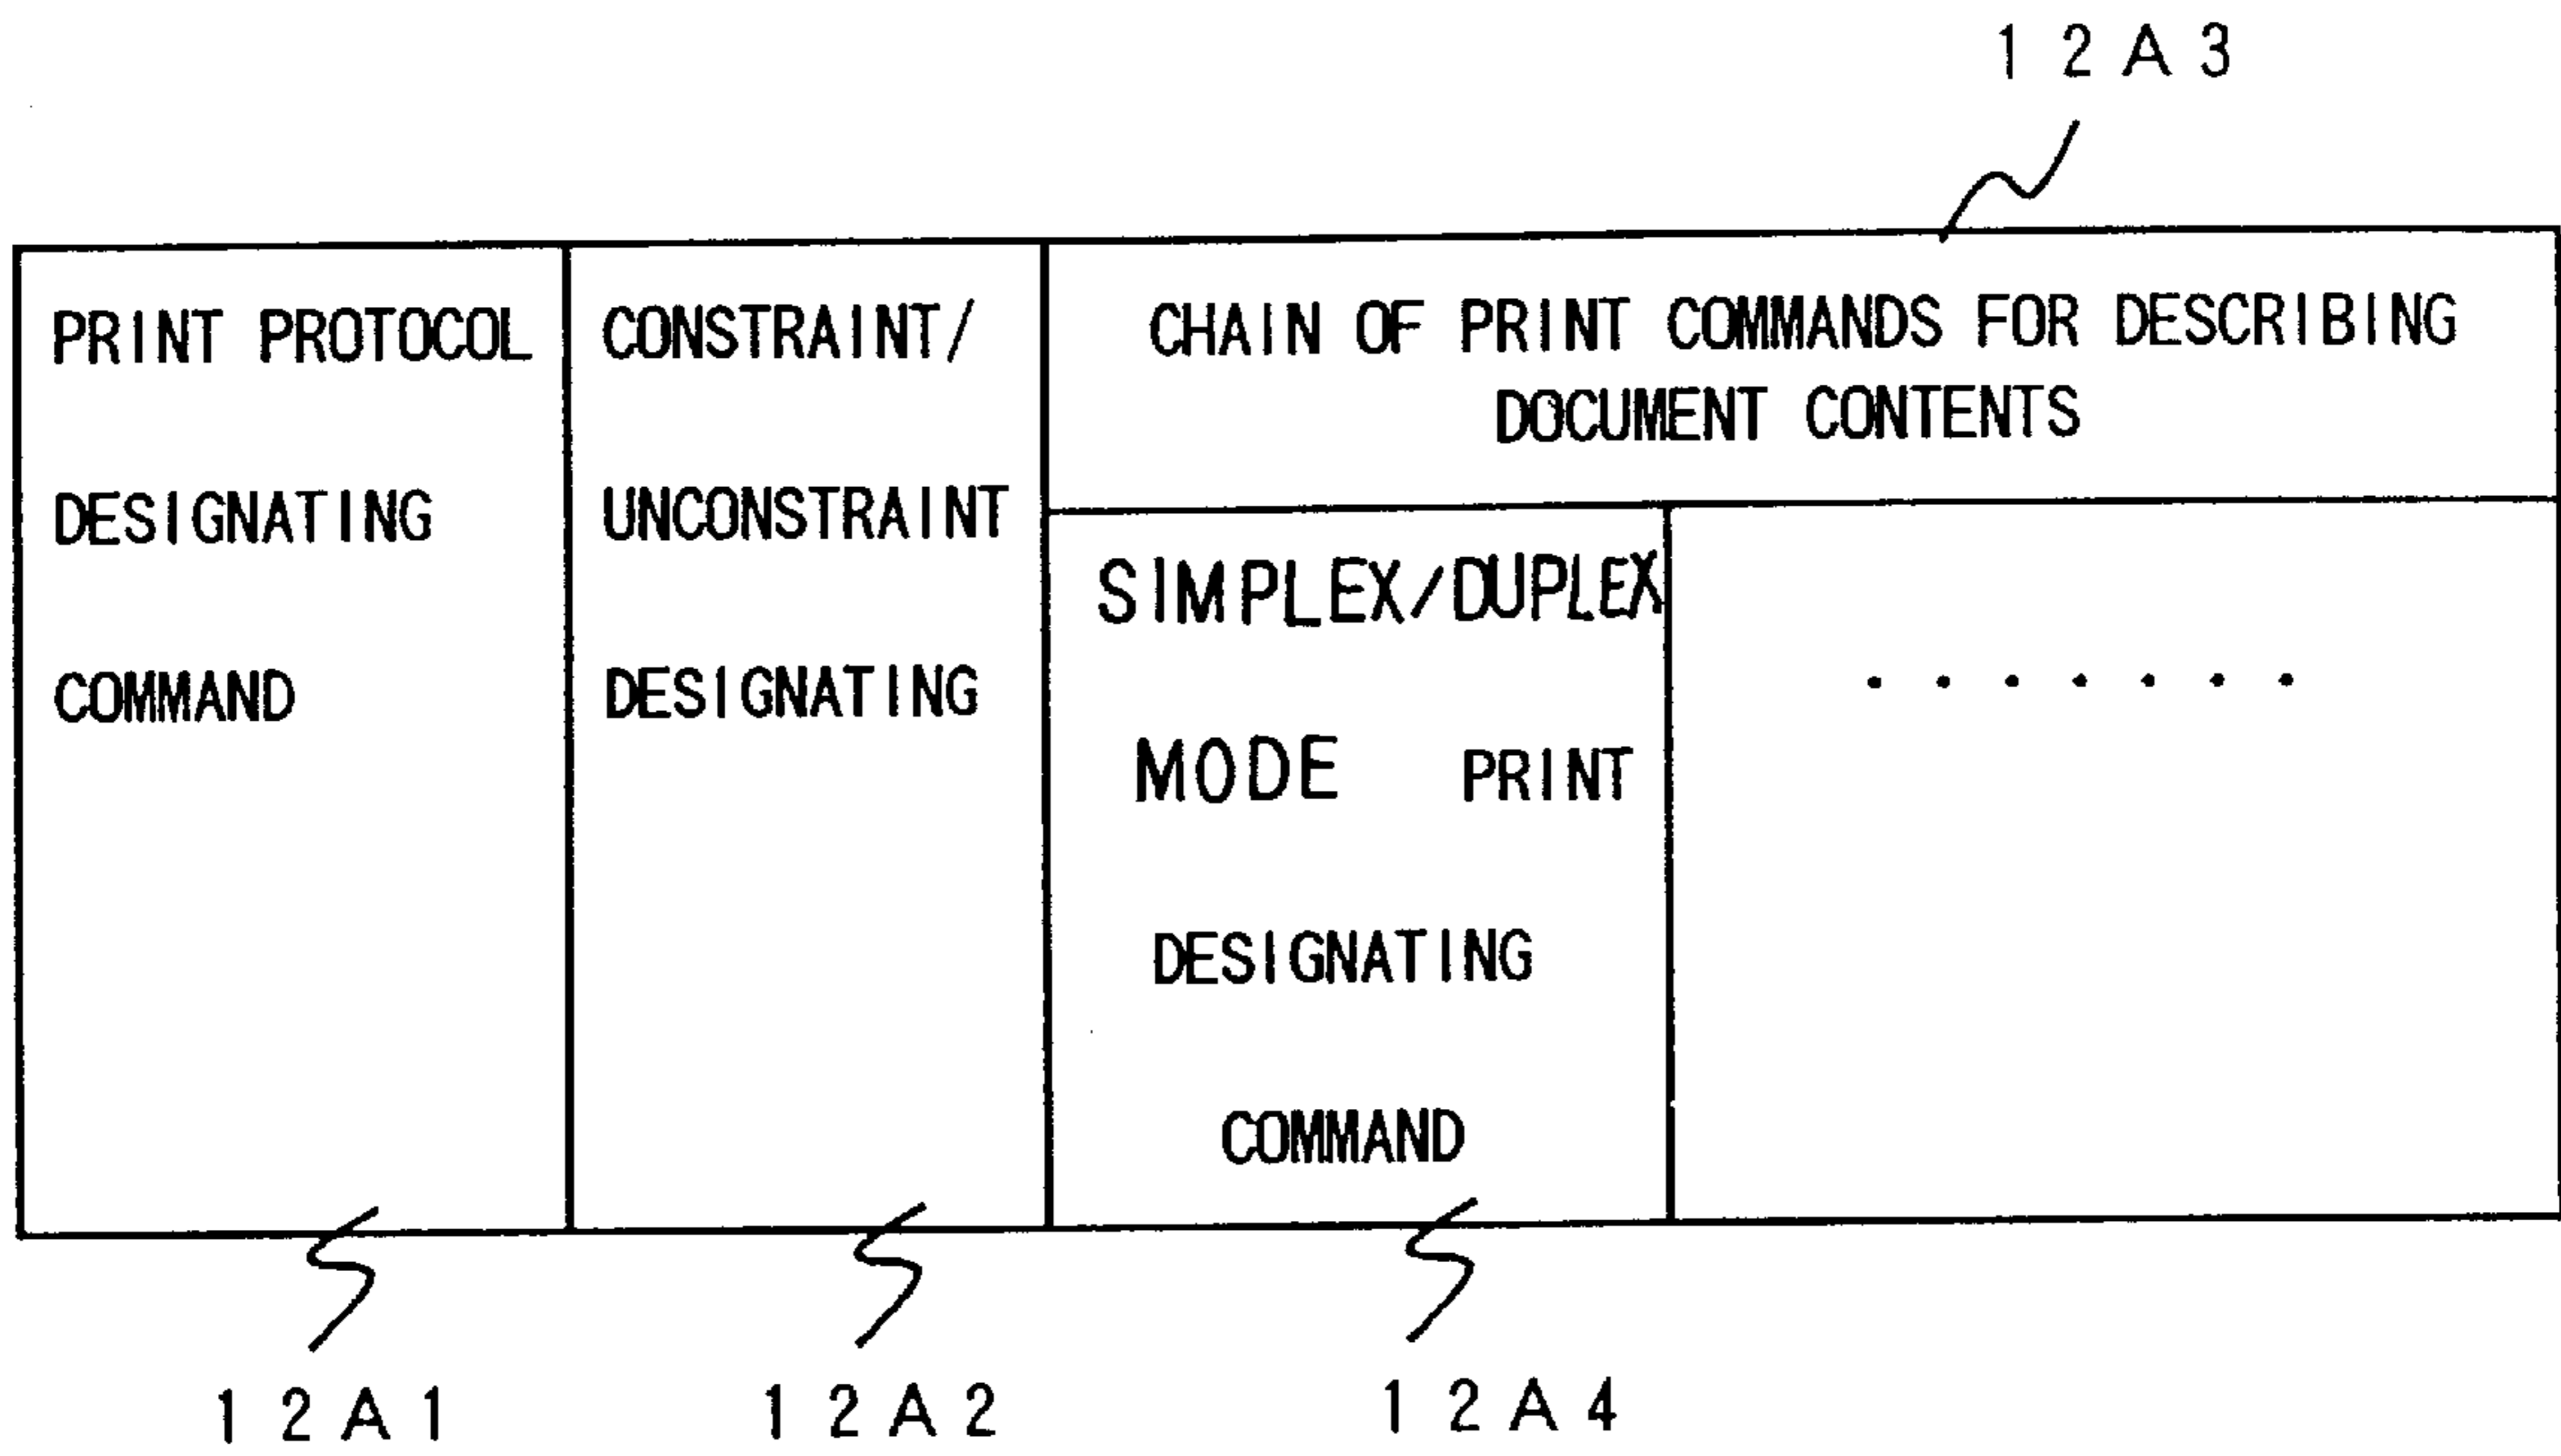 12A3
PRINT PROTOCOL
DESIGNATING
COMMAND
CONSTRAINT/
UNCONSTRAINT
DESIGNATING
CHAIN OF PRINT COMMANDS FOR DESCRIBING
DOCUMENT CONTENTS
SIMPLEX/DUPLEX
MODE PRINT
DESIGNATING
COMMAND
.......
12A1
12A2
12A4